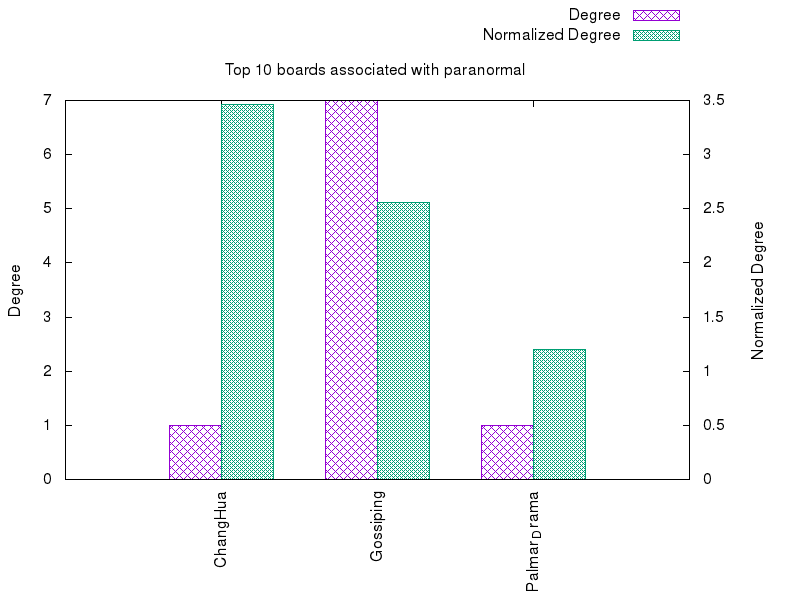 Degree
Normalized Degree
Top 10 boards associated with paranormal
7
6
5
4
3
2
1
0
Degree
3.5
3
2.5
2
1.5
1
0.5
0
Normalized Degree
ChangHua
Gossiping
PalmarDrama